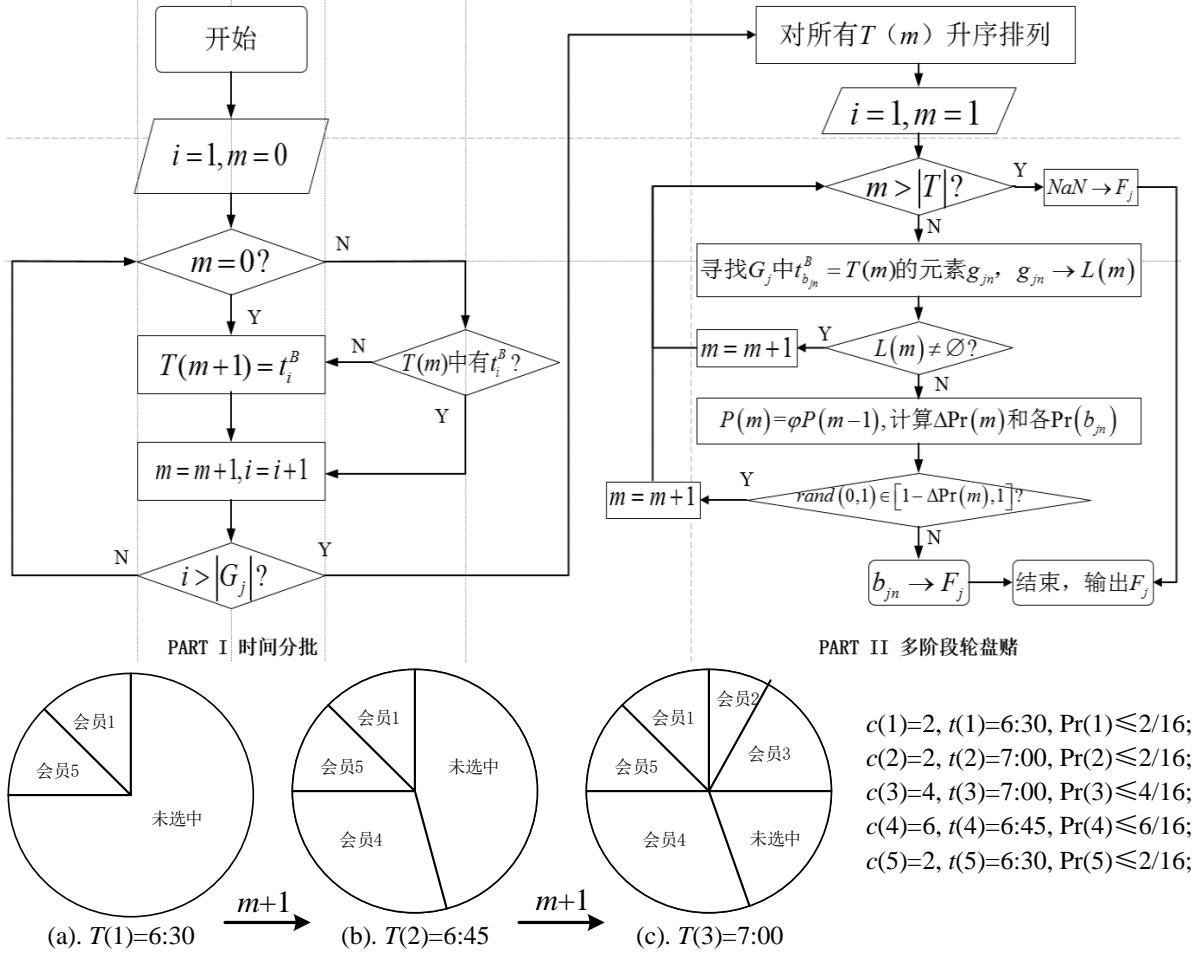 开始
i=1,m=0
m=0?
N
Y
T(m+1)=t_i^B
N
T(m)中有t_i^B?
Y
m=m+1,i=i+1
i>|G_j|?
N
Y
PART I 时间分批
对所有T（m）升序排列
i=1,m=1
m>|T|?
Y
NaN→F_j
N
寻找G_j中t_{b_{jn}}^B=T(m)的元素g_{jn}，g_{jn}→L(m)
m=m+1
Y
L(m)≠∅?
N
P(m)=φP(m−1),计算ΔPr(m)和各Pr(b_{jn})
m=m+1
Y
rand(0,1)∈[1−ΔPr(m),1]?
N
b_{jn}→F_j
结束，输出F_j
PART II 多阶段轮盘赌
会员1
会员5
未选中
(a). T(1)=6:30
m+1
会员1
会员5
未选中
会员4
(b). T(2)=6:45
m+1
会员1
会员2
会员5
会员3
会员4
未选中
(c). T(3)=7:00
c(1)=2, t(1)=6:30, Pr(1)≤2/16;
c(2)=2, t(2)=7:00, Pr(2)≤2/16;
c(3)=4, t(3)=7:00, Pr(3)≤4/16;
c(4)=6, t(4)=6:45, Pr(4)≤6/16;
c(5)=2, t(5)=6:30, Pr(5)≤2/16;